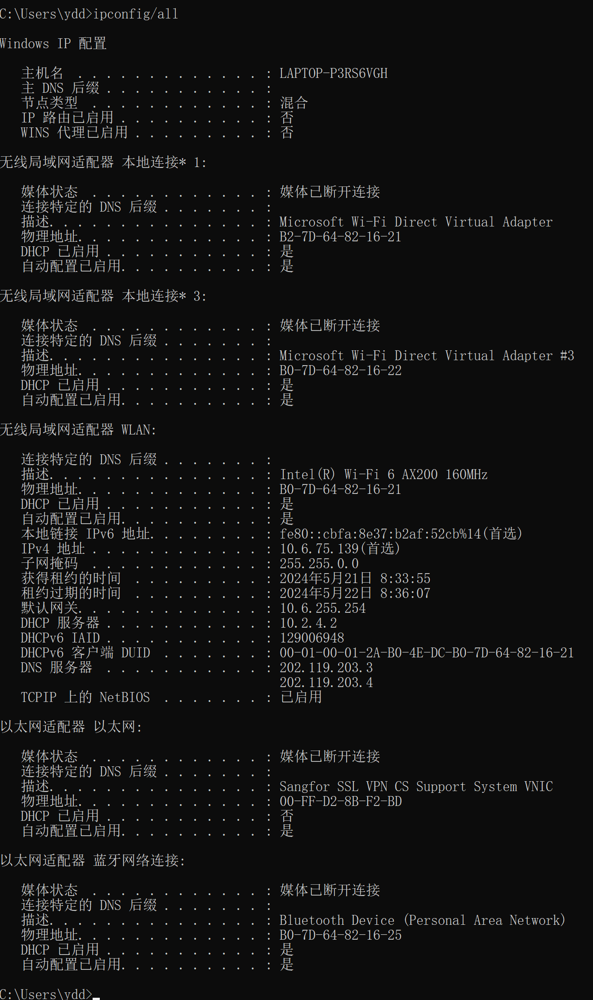 C:\Users\ydd>ipconfig/all
Windows IP 配置
主机名 . . . . . . . . . . . . . : LAPTOP-P3RS6VGH
主 DNS 后缀 . . . . . . . . . . . :
节点类型 . . . . . . . . . . . . : 混合
IP 路由已启用 . . . . . . . . . . : 否
WINS 代理已启用 . . . . . . . . . : 否
无线局域网适配器 本地连接* 1:
媒体状态 . . . . . . . . . . . . : 媒体已断开连接
连接特定的 DNS 后缀 . . . . . . . :
描述. . . . . . . . . . . . . . . : Microsoft Wi-Fi Direct Virtual Adapter
物理地址. . . . . . . . . . . . . : B2-7D-64-82-16-21
DHCP 已启用 . . . . . . . . . . . : 是
自动配置已启用. . . . . . . . . . : 是
无线局域网适配器 本地连接* 3:
媒体状态 . . . . . . . . . . . . : 媒体已断开连接
连接特定的 DNS 后缀 . . . . . . . :
描述. . . . . . . . . . . . . . . : Microsoft Wi-Fi Direct Virtual Adapter #3
物理地址. . . . . . . . . . . . . : B0-7D-64-82-16-22
DHCP 已启用 . . . . . . . . . . . : 是
自动配置已启用. . . . . . . . . . : 是
无线局域网适配器 WLAN:
连接特定的 DNS 后缀 . . . . . . . :
描述. . . . . . . . . . . . . . . : Intel(R) Wi-Fi 6 AX200 160MHz
物理地址. . . . . . . . . . . . . : B0-7D-64-82-16-21
DHCP 已启用 . . . . . . . . . . . : 是
自动配置已启用. . . . . . . . . . : 是
本地链接 IPv6 地址. . . . . . . . : fe80::cbfa:8e37:b2af:52cb%14(首选)
IPv4 地址 . . . . . . . . . . . . : 10.6.75.139(首选)
子网掩码 . . . . . . . . . . . . : 255.255.0.0
获得租约的时间 . . . . . . . . . : 2024年5月21日 8:33:55
租约过期的时间 . . . . . . . . . : 2024年5月22日 8:36:07
默认网关. . . . . . . . . . . . . : 10.6.255.254
DHCP 服务器 . . . . . . . . . . . : 10.2.4.2
DHCPv6 IAID . . . . . . . . . . . : 129006948
DHCPv6 客户端 DUID . . . . . . . : 00-01-00-01-2A-B0-4E-DC-B0-7D-64-82-16-21
DNS 服务器 . . . . . . . . . . . : 202.119.203.3
202.119.203.4
TCPIP 上的 NetBIOS . . . . . . . : 已启用
以太网适配器 以太网:
媒体状态 . . . . . . . . . . . . : 媒体已断开连接
连接特定的 DNS 后缀 . . . . . . . :
描述. . . . . . . . . . . . . . . : Sangfor SSL VPN CS Support System VNIC
物理地址. . . . . . . . . . . . . : 00-FF-D2-8B-F2-BD
DHCP 已启用 . . . . . . . . . . . : 否
自动配置已启用. . . . . . . . . . : 是
以太网适配器 蓝牙网络连接:
媒体状态 . . . . . . . . . . . . : 媒体已断开连接
连接特定的 DNS 后缀 . . . . . . . :
描述. . . . . . . . . . . . . . . : Bluetooth Device (Personal Area Network)
物理地址. . . . . . . . . . . . . : B0-7D-64-82-16-25
DHCP 已启用 . . . . . . . . . . . : 是
自动配置已启用. . . . . . . . . . : 是
C:\Users\ydd>